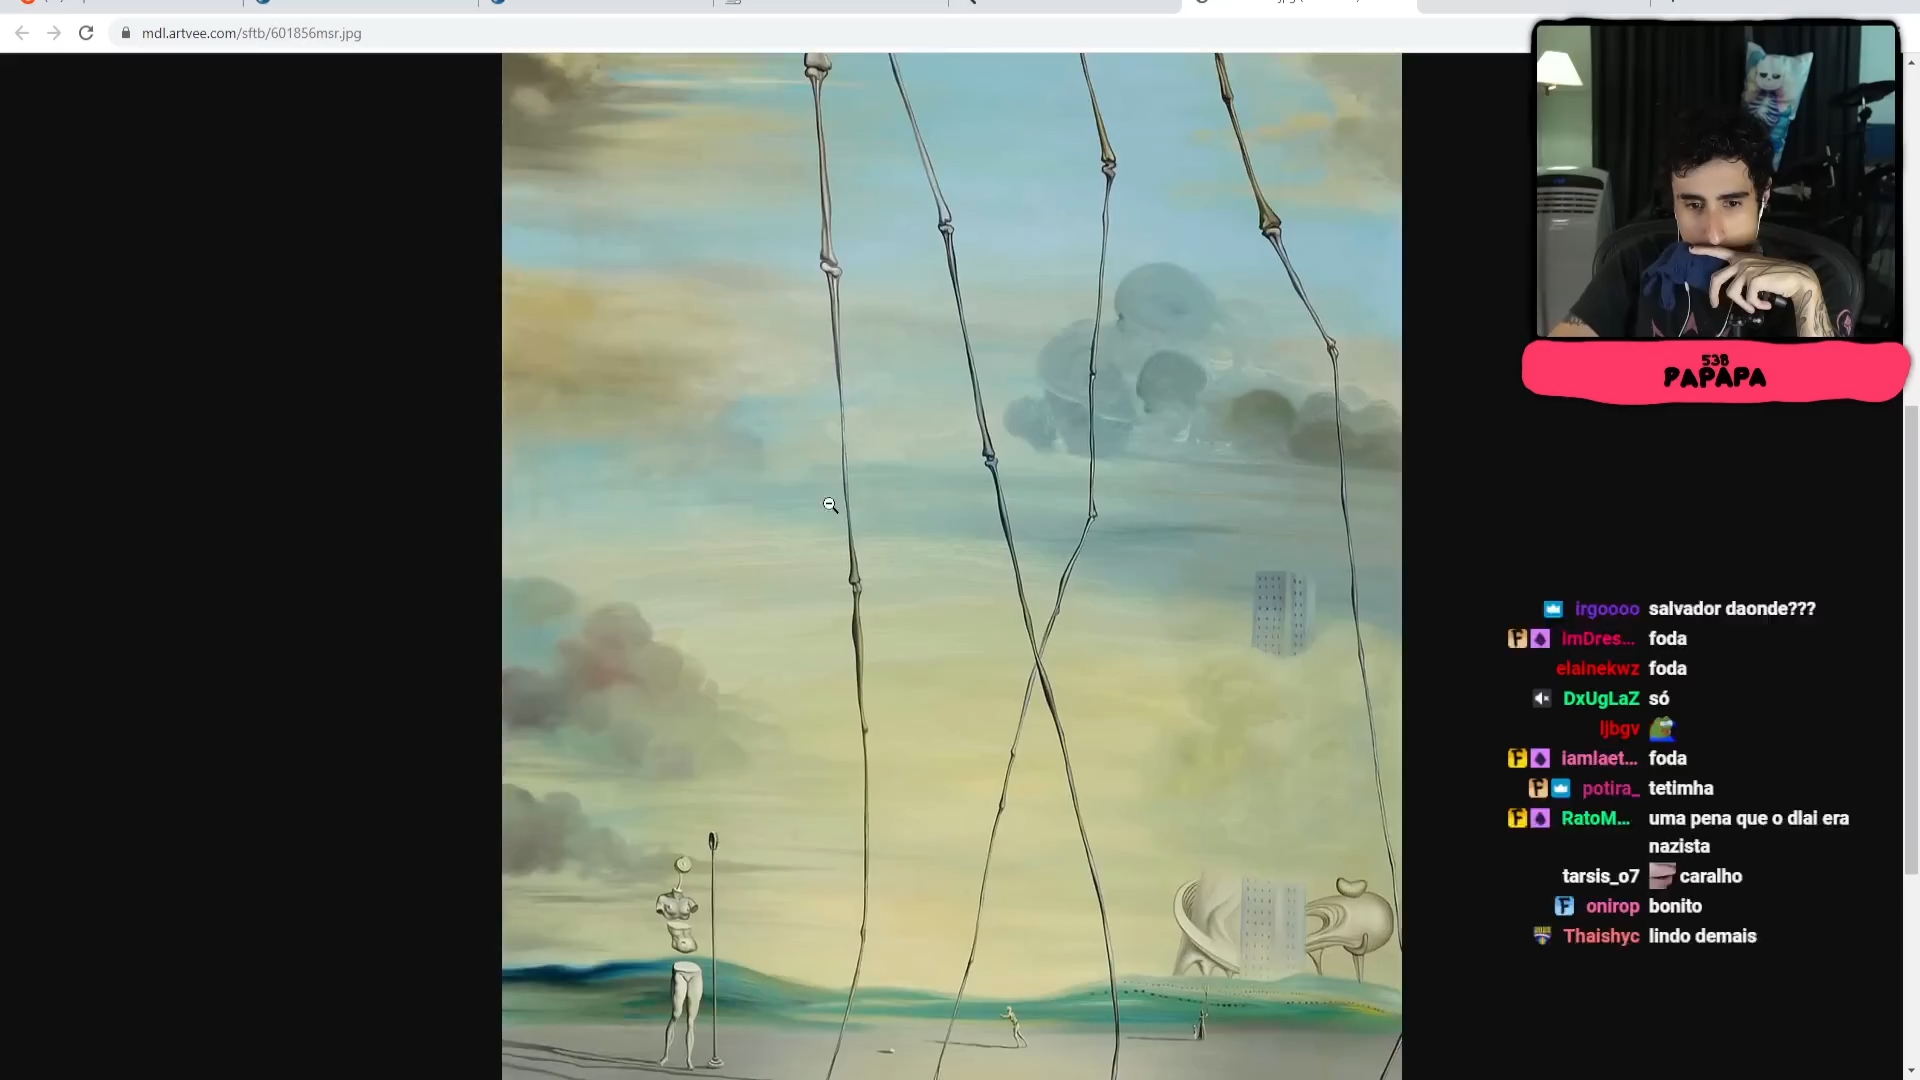 mdl.artvee.com/sftb/601856msr.jpg
538
PAPAPA
irgoooo salvador daonde???
imDres... foda
elainekwz foda
DxUgLaZ só
ljbgv
iamlaet... foda
potira_ tetimha
RatoM... uma pena que o dlai era
nazista
tarsis_o7 caralho
onirop bonito
Thaishyc lindo demais